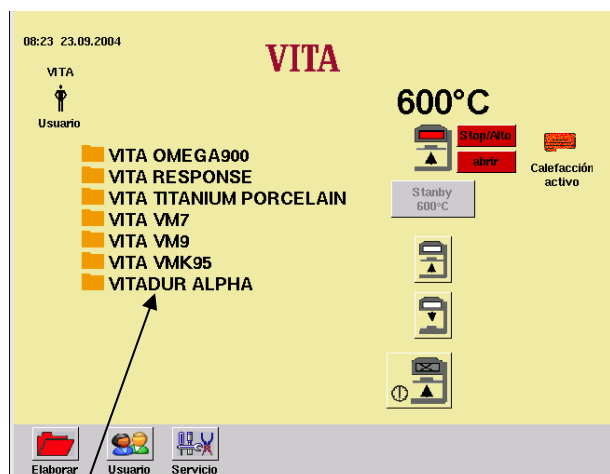 08:23 23.09.2004
VITA
VITA
Usuario
600°C
Stop/Alto
abrir
Calefacción
activo
Stanby
600°C
VITA OMEGA900
VITA RESPONSE
VITA TITANIUM PORCELAIN
VITA VM7
VITA VM9
VITA VMK95
VITADUR ALPHA
Elaborar
Usuario
Servicio